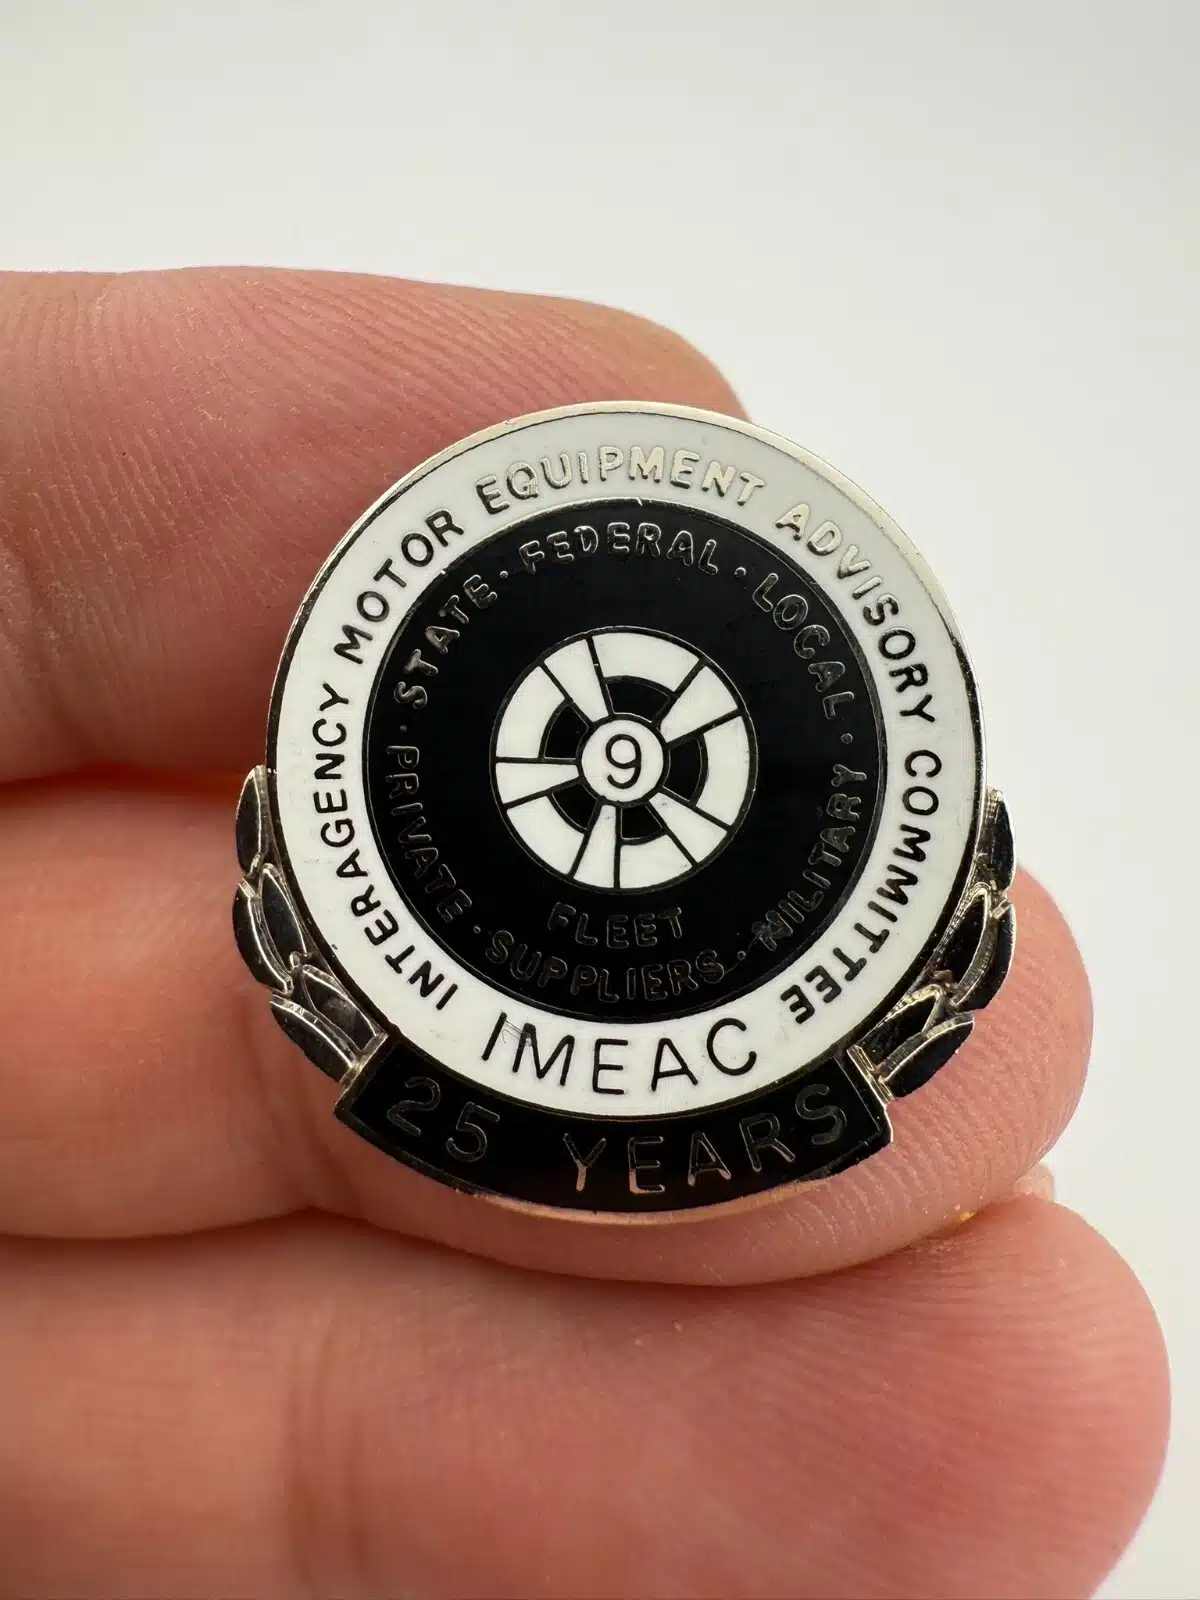 INTERAGENCY MOTOR EQUIPMENT ADVISORY COMMITTEE
PRIVATE · STATE · FEDERAL · LOCAL · MILITARY · SUPPLIERS ·
9
FLEET
IMEAC
25 YEARS